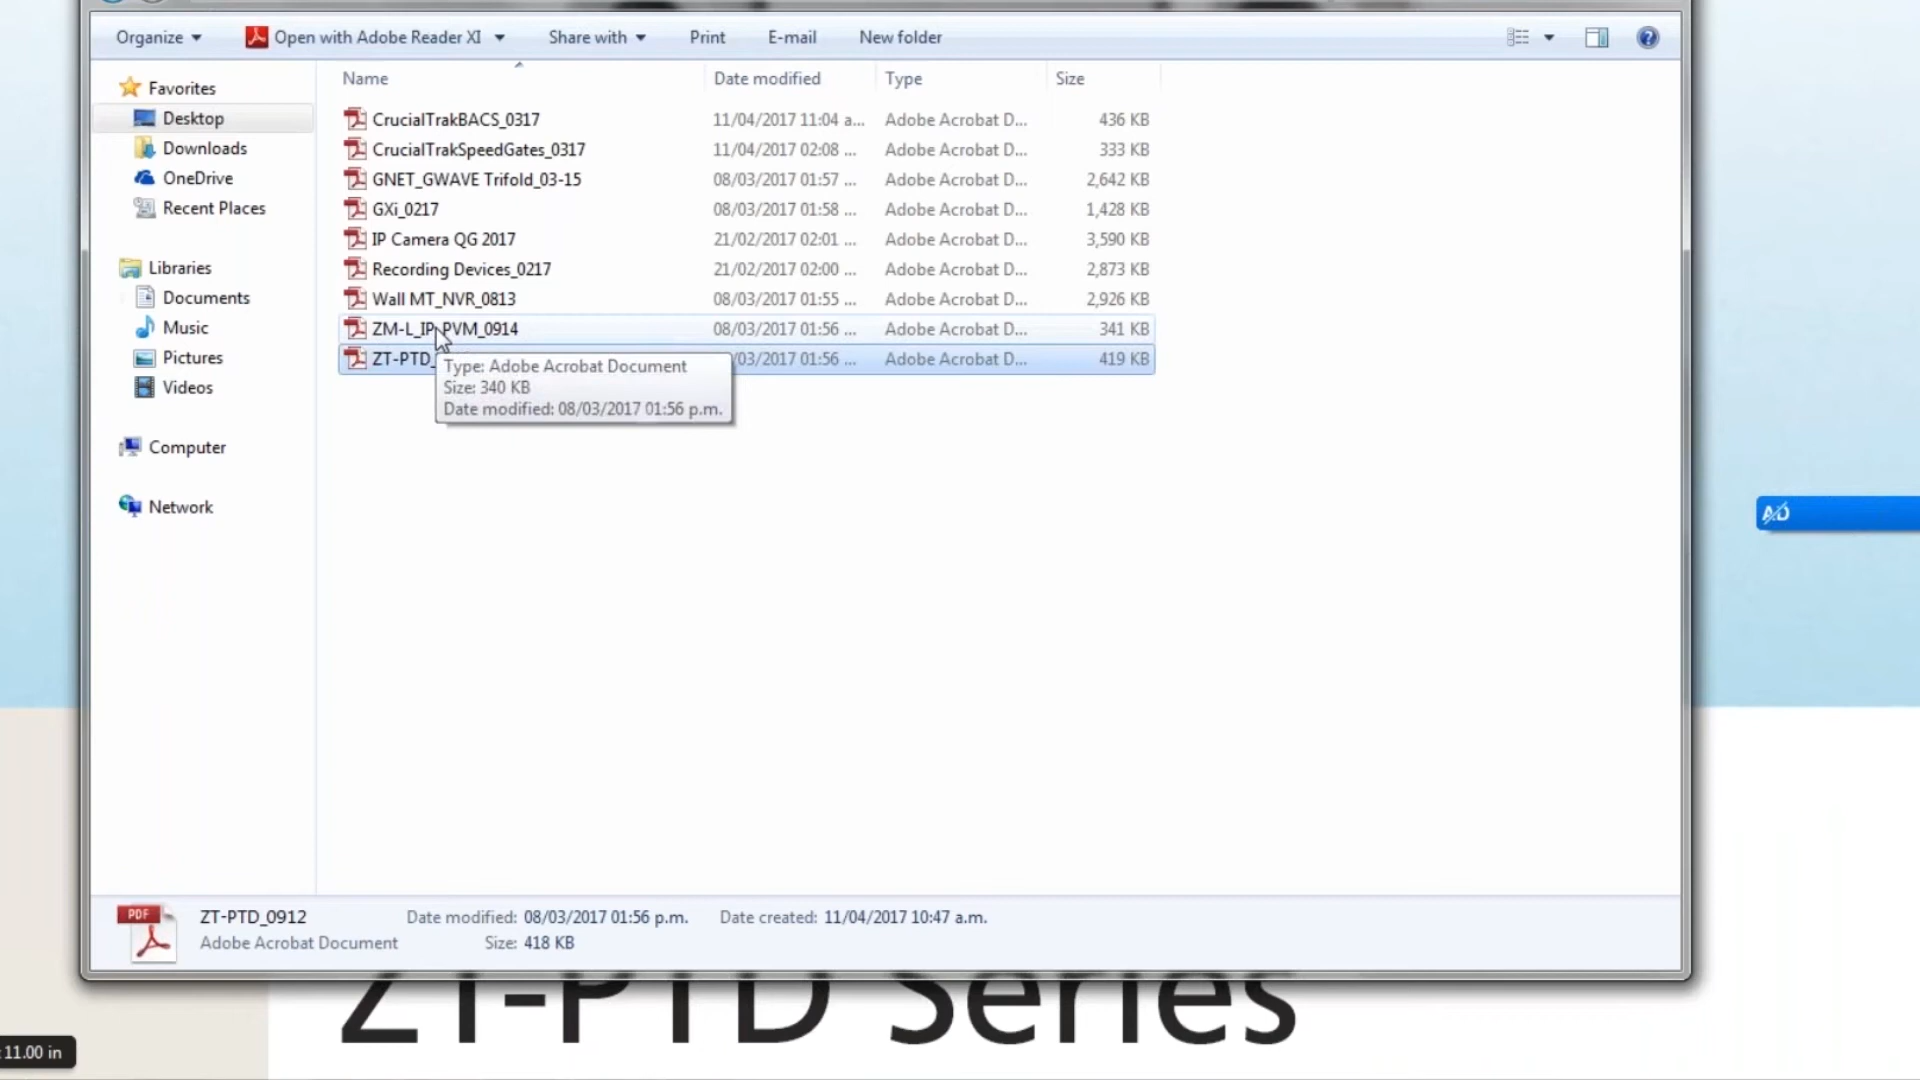 Organize Open with Adobe Reader XI Share with Print E-mail New folder
Name Date modified Type Size
Favorites
Desktop
Downloads
OneDrive
Recent Places
Libraries
Documents
Music
Pictures
Videos
Computer
Network
CrucialTrakBACS_0317 11/04/2017 11:04 a... Adobe Acrobat D... 436 KB
CrucialTrakSpeedGates_0317 11/04/2017 02:08 ... Adobe Acrobat D... 333 KB
GNET_GWAVE Trifold_03-15 08/03/2017 01:57 ... Adobe Acrobat D... 2,642 KB
GXi_0217 08/03/2017 01:58 ... Adobe Acrobat D... 1,428 KB
IP Camera QG 2017 21/02/2017 02:01 ... Adobe Acrobat D... 3,590 KB
Recording Devices_0217 21/02/2017 02:00 ... Adobe Acrobat D... 2,873 KB
Wall MT_NVR_0813 08/03/2017 01:55 ... Adobe Acrobat D... 2,926 KB
ZM-L_IP_PVM_0914 08/03/2017 01:56 ... Adobe Acrobat D... 341 KB
ZT-PTD_ /03/2017 01:56 ... Adobe Acrobat D... 419 KB
Type: Adobe Acrobat Document
Size: 340 KB
Date modified: 08/03/2017 01:56 p.m.
PDF
ZT-PTD_0912 Date modified: 08/03/2017 01:56 p.m. Date created: 11/04/2017 10:47 a.m.
Adobe Acrobat Document Size: 418 KB
ZT-PTD Series
11.00 in